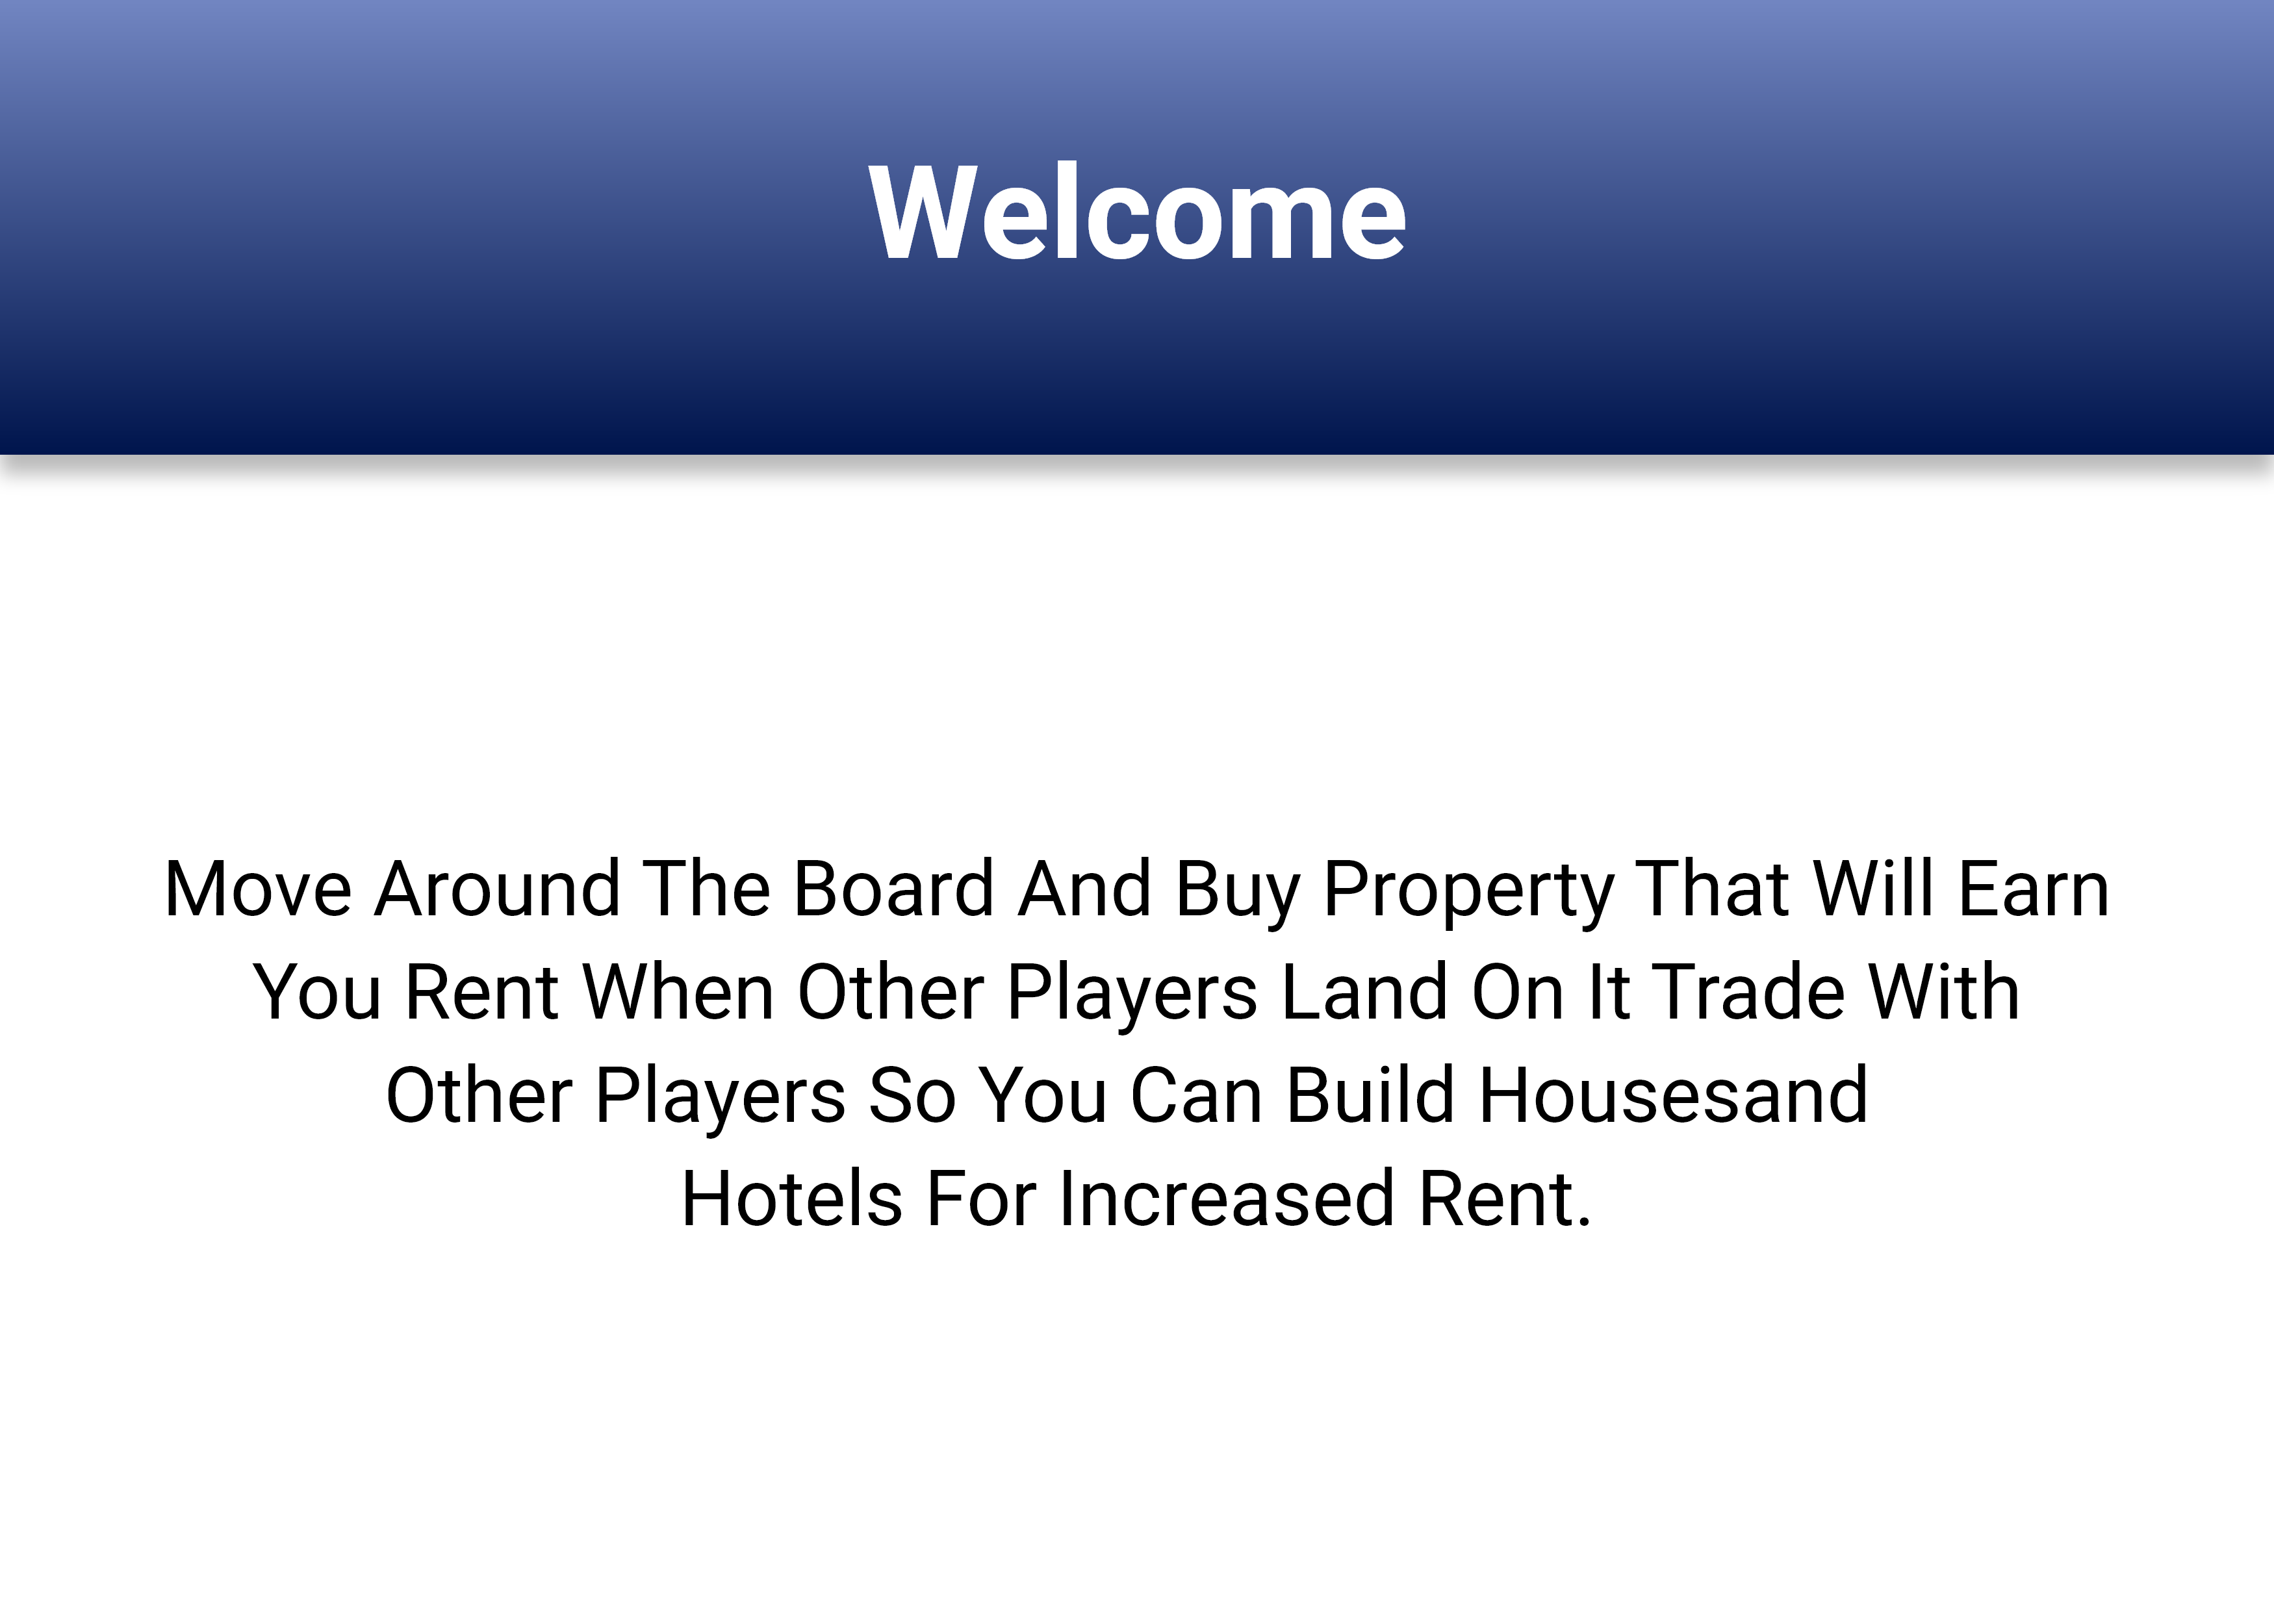 Welcome
Move Around The Board And Buy Property That Will Earn
You Rent When Other Players Land On It Trade With
Other Players So You Can Build Housesand
Hotels For Increased Rent.